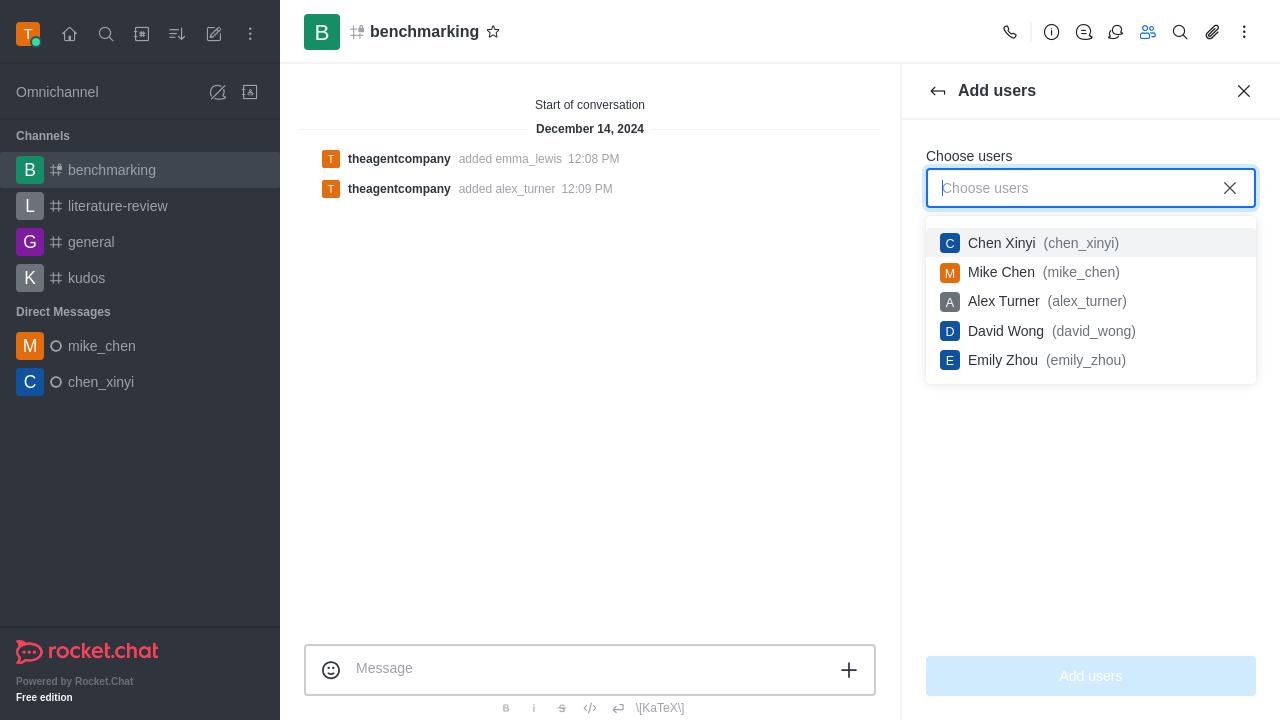 T
Omnichannel
Channels
B benchmarking
L literature-review
G general
K kudos
Direct Messages
M mike_chen
C chen_xinyi
rocket.chat
Powered by Rocket.Chat
Free edition
B benchmarking
Start of conversation
December 14, 2024
T theagentcompany added emma_lewis 12:08 PM
T theagentcompany added alex_turner 12:09 PM
Message
B i S \[KaTeX\]
Add users
Choose users
Choose users
C Chen Xinyi (chen_xinyi)
M Mike Chen (mike_chen)
A Alex Turner (alex_turner)
D David Wong (david_wong)
E Emily Zhou (emily_zhou)
Add users